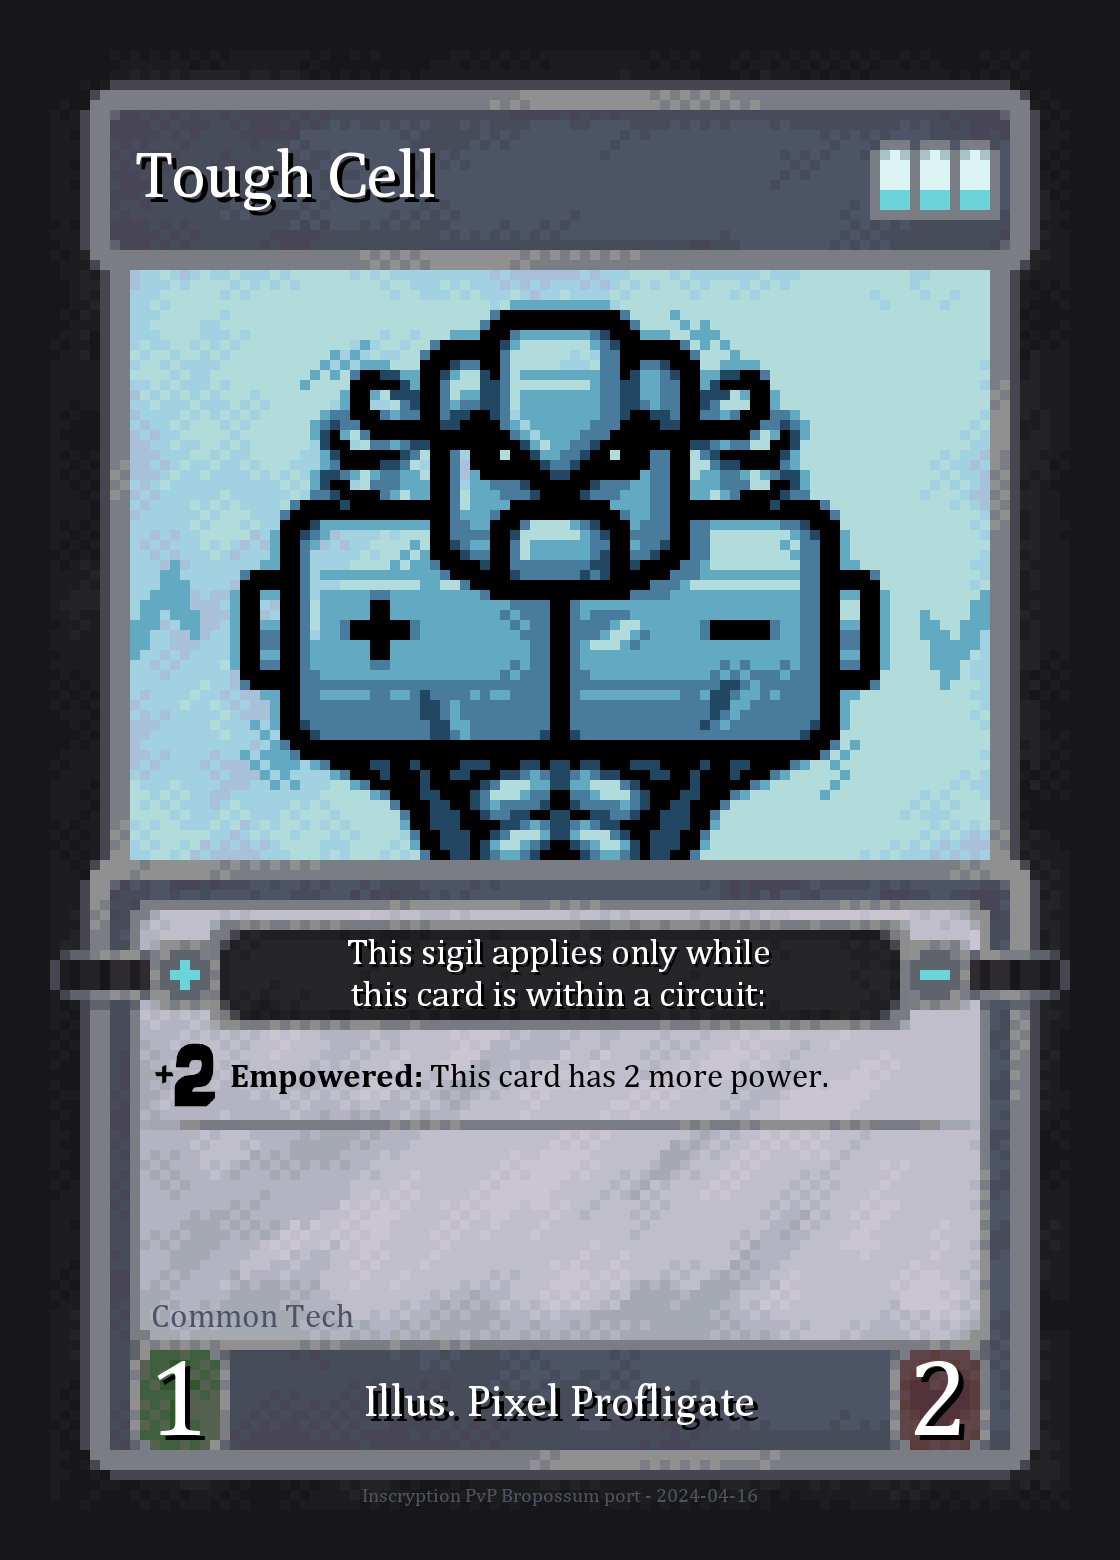 Tough Cell
+ -
This sigil applies only while
this card is within a circuit:
+2 Empowered: This card has 2 more power.
Common Tech
1 Illus. Pixel Profligate 2
Inscryption PvP Bropossum port - 2024-04-16